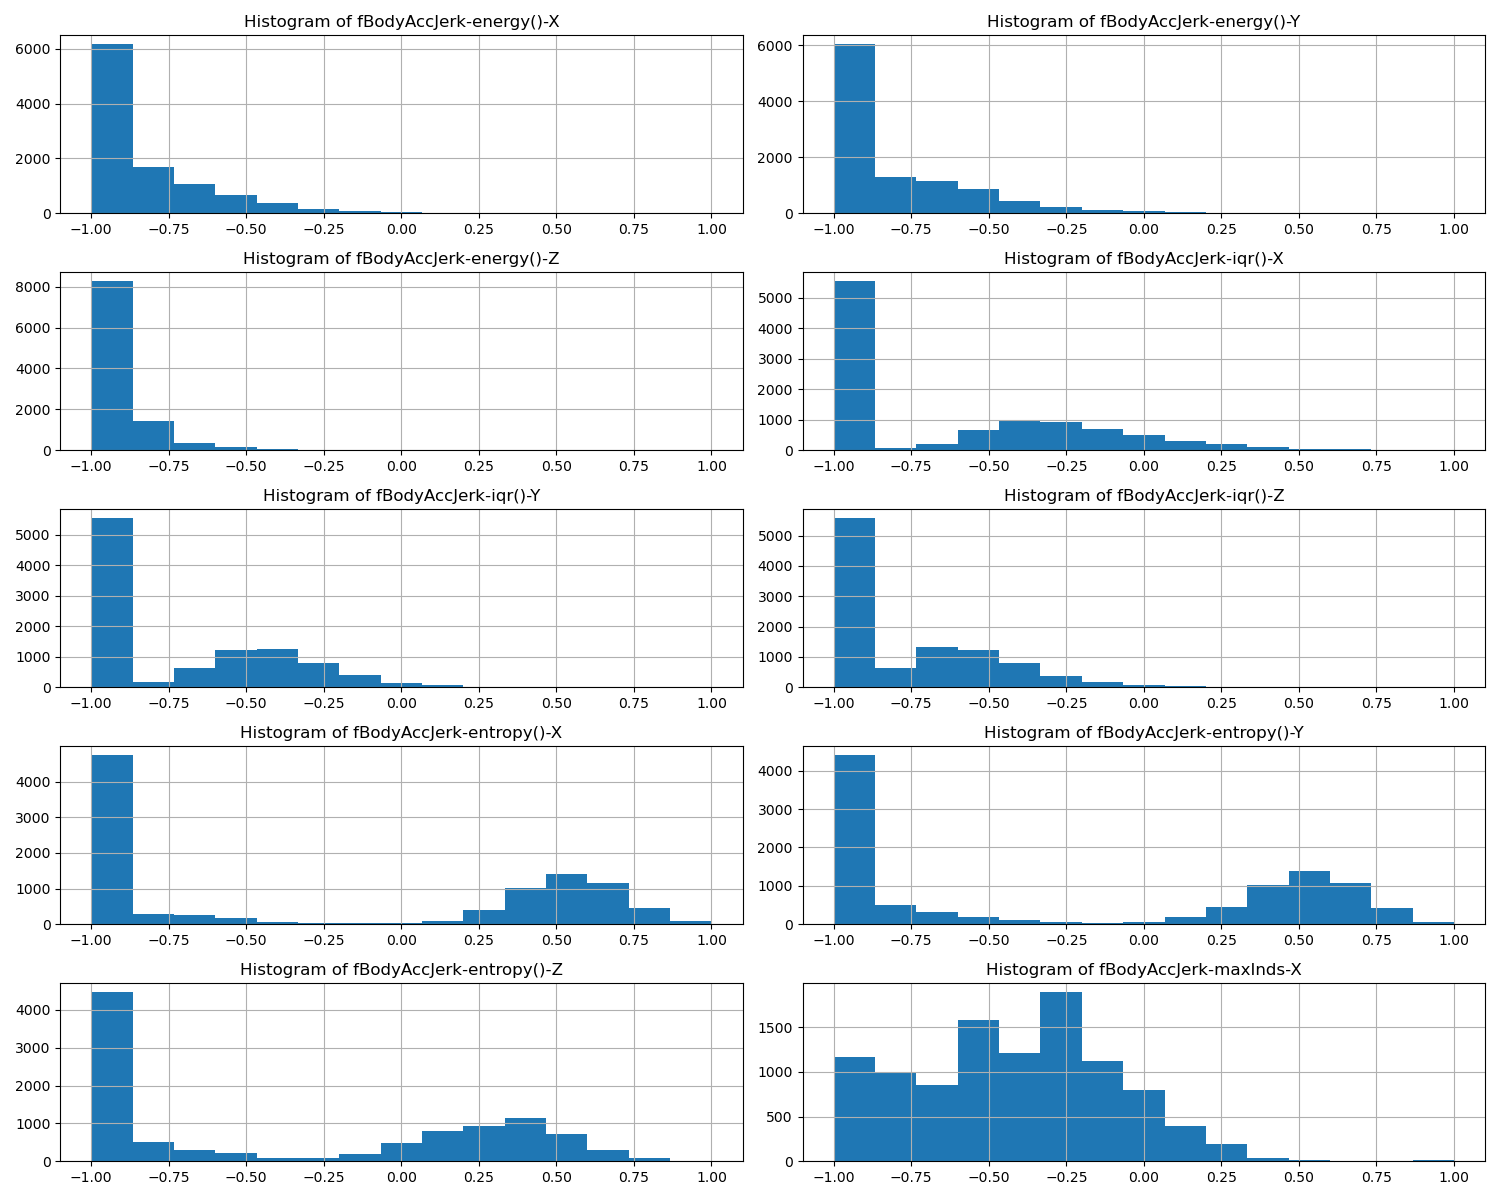 Histogram of fBodyAccJerk-energy()-X
6000
4000
2000
0
−1.00 −0.75 −0.50 −0.25 0.00 0.25 0.50 0.75 1.00
Histogram of fBodyAccJerk-energy()-Y
6000
4000
2000
0
−1.00 −0.75 −0.50 −0.25 0.00 0.25 0.50 0.75 1.00
Histogram of fBodyAccJerk-energy()-Z
8000
6000
4000
2000
0
−1.00 −0.75 −0.50 −0.25 0.00 0.25 0.50 0.75 1.00
Histogram of fBodyAccJerk-iqr()-X
5000
4000
3000
2000
1000
0
−1.00 −0.75 −0.50 −0.25 0.00 0.25 0.50 0.75 1.00
Histogram of fBodyAccJerk-iqr()-Y
5000
4000
3000
2000
1000
0
−1.00 −0.75 −0.50 −0.25 0.00 0.25 0.50 0.75 1.00
Histogram of fBodyAccJerk-iqr()-Z
5000
4000
3000
2000
1000
0
−1.00 −0.75 −0.50 −0.25 0.00 0.25 0.50 0.75 1.00
Histogram of fBodyAccJerk-entropy()-X
4000
3000
2000
1000
0
−1.00 −0.75 −0.50 −0.25 0.00 0.25 0.50 0.75 1.00
Histogram of fBodyAccJerk-entropy()-Y
4000
3000
2000
1000
0
−1.00 −0.75 −0.50 −0.25 0.00 0.25 0.50 0.75 1.00
Histogram of fBodyAccJerk-entropy()-Z
4000
3000
2000
1000
0
−1.00 −0.75 −0.50 −0.25 0.00 0.25 0.50 0.75 1.00
Histogram of fBodyAccJerk-maxInds-X
1500
1000
500
0
−1.00 −0.75 −0.50 −0.25 0.00 0.25 0.50 0.75 1.00